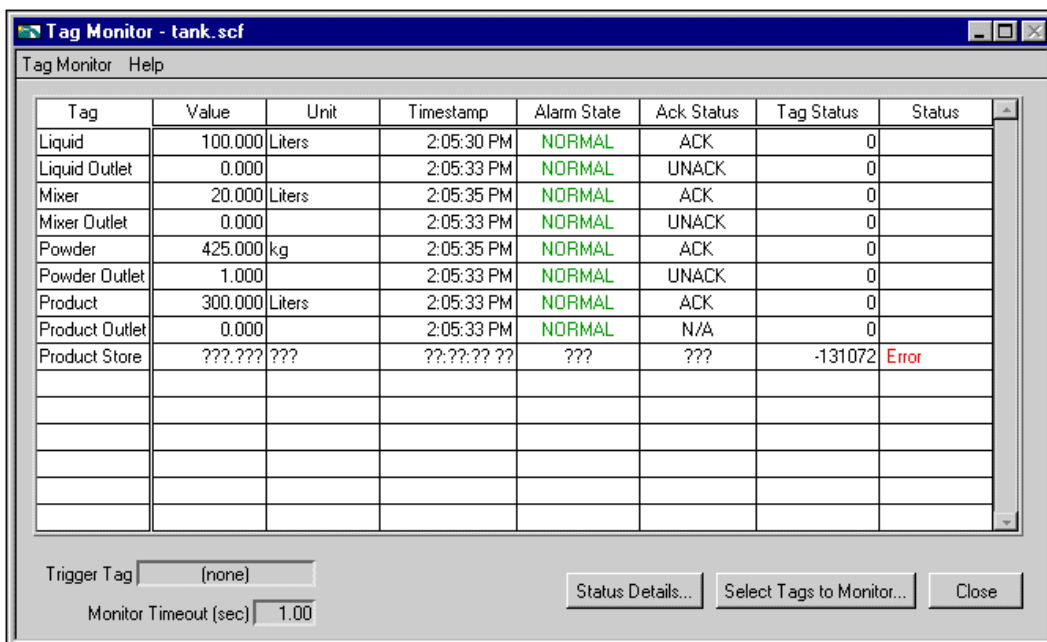 Tag Monitor - tank.scf
Tag Monitor Help
Tag Value Unit Timestamp Alarm State Ack Status Tag Status Status
Liquid 100.000 Liters 2:05:30 PM NORMAL ACK 0
Liquid Outlet 0.000 2:05:33 PM NORMAL UNACK 0
Mixer 20.000 Liters 2:05:35 PM NORMAL ACK 0
Mixer Outlet 0.000 2:05:33 PM NORMAL UNACK 0
Powder 425.000 kg 2:05:35 PM NORMAL ACK 0
Powder Outlet 1.000 2:05:33 PM NORMAL UNACK 0
Product 300.000 Liters 2:05:33 PM NORMAL ACK 0
Product Outlet 0.000 2:05:33 PM NORMAL N/A 0
Product Store ???.??? ??? ??:??:?? ?? ??? ??? -131072 Error
Trigger Tag (none)
Monitor Timeout (sec) 1.00
Status Details... Select Tags to Monitor... Close